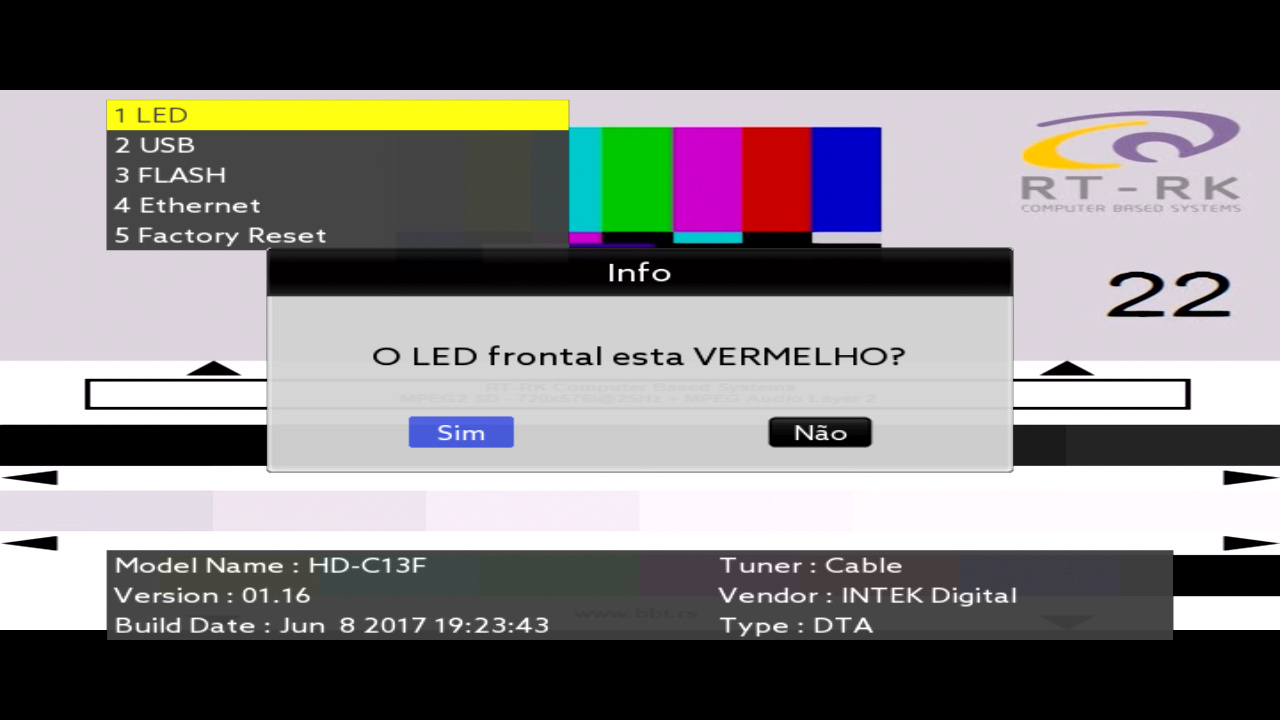 1 LED
2 USB
3 FLASH
4 Ethernet
5 Factory Reset
RT-RK
COMPUTER BASED SYSTEMS
22
Info
O LED frontal esta VERMELHO?
RT-RK Computer Based Systems
MPEG2 SD - 720x576i@25Hz + MPEG Audio Layer 2
Sim
Não
Model Name : HD-C13F
Tuner : Cable
Version : 01.16
Vendor : INTEK Digital
www.bbt.rs
Build Date : Jun 8 2017 19:23:43
Type : DTA